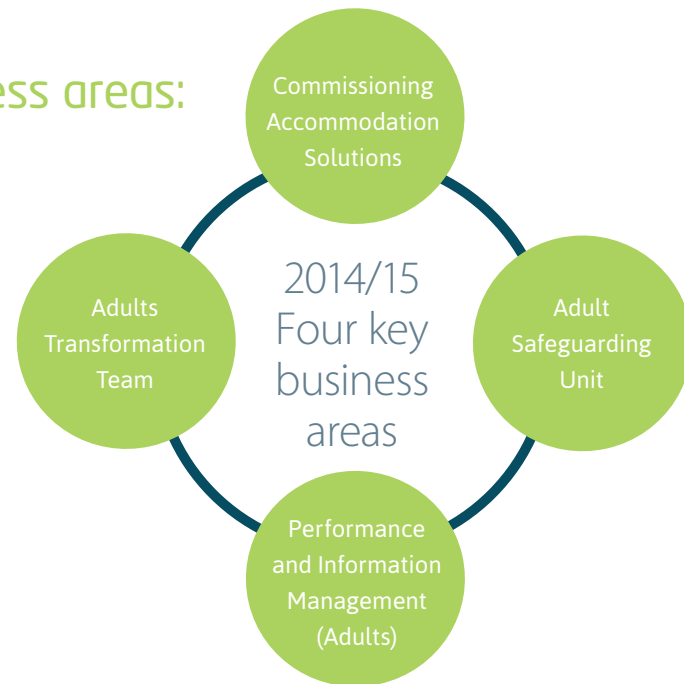 ess areas:
Commissioning
Accommodation
Solutions
2014/15
Four key
business
areas
Adults
Transformation
Team
Adult
Safeguarding
Unit
Performance
and Information
Management
(Adults)